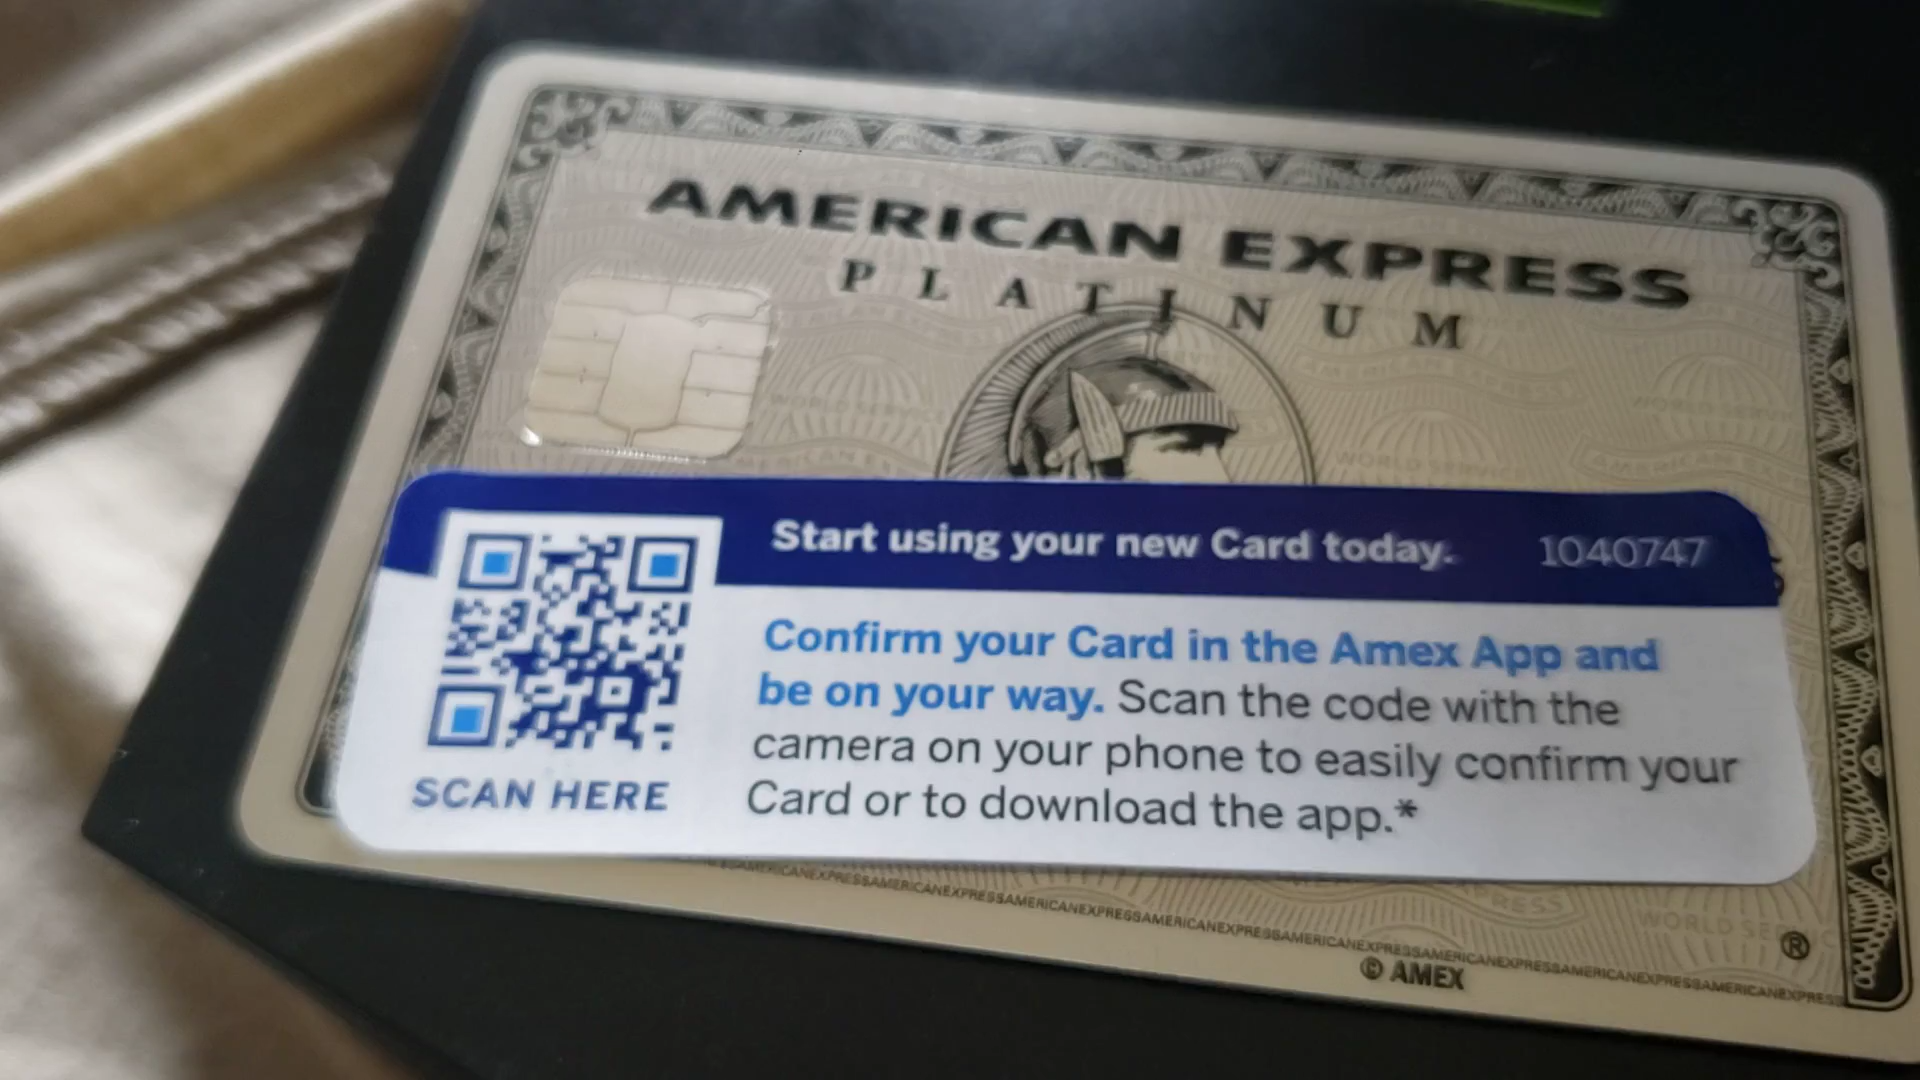 AMERICAN EXPRESS
PLATINUM
Start using your new Card today. 1040747
Confirm your Card in the Amex App and
be on your way. Scan the code with the
camera on your phone to easily confirm your
Card or to download the app.*
SCAN HERE
AMERICANEXPRESSAMERICANEXPRESSAMERICANEXPRESSAMERICANEXPRESSAMERICANEXPRESSAMERICANEXPRESSAMERICANEXPRESSAMERICANEXPRESS
®
© AMEX